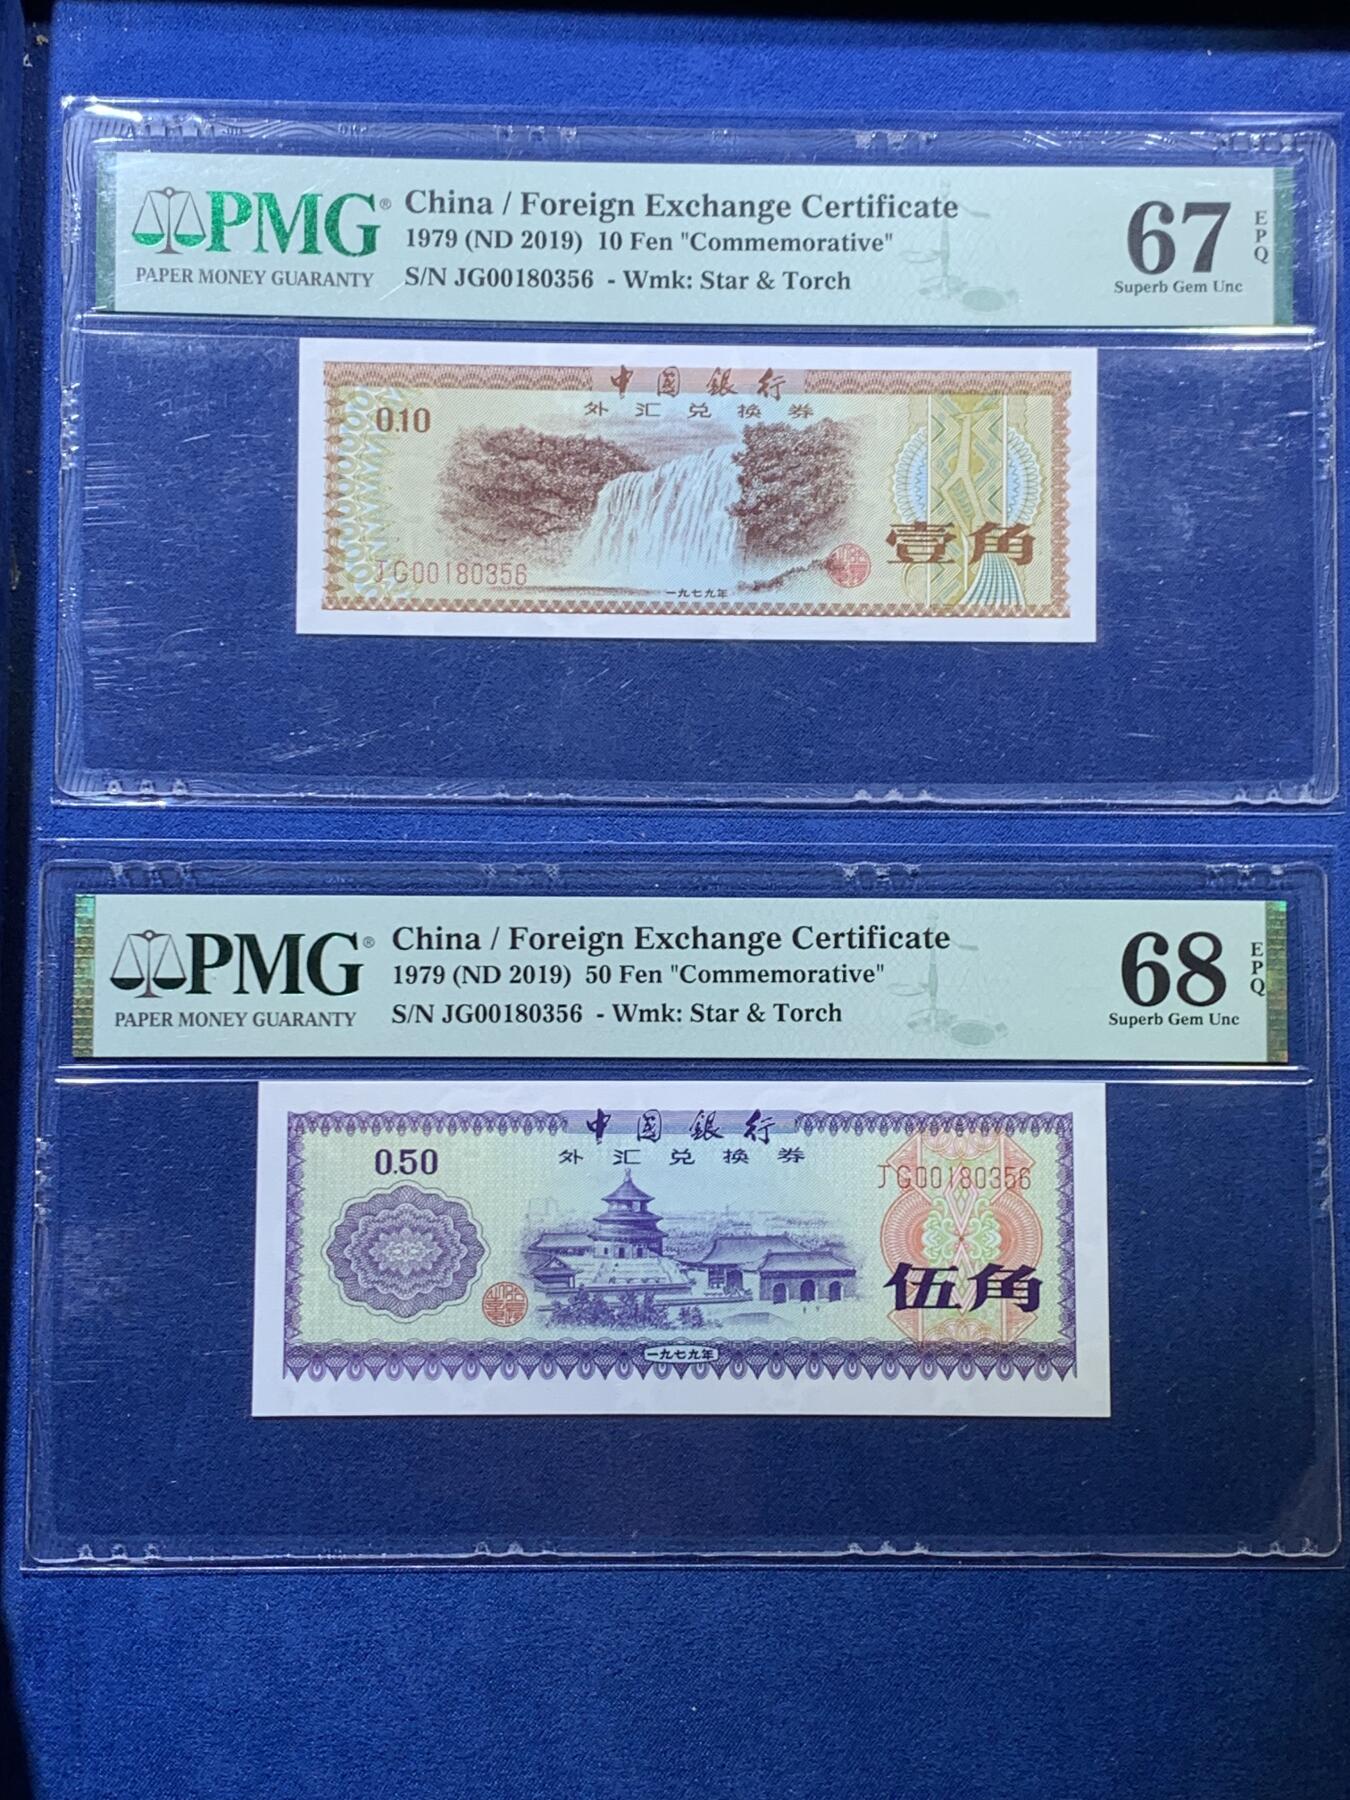 PMG®
PAPER MONEY GUARANTY
China / Foreign Exchange Certificate
1979 (ND 2019) 10 Fen "Commemorative"
S/N JG00180356 - Wmk: Star & Torch
67
EPQ
Superb Gem Unc
中國銀行
外汇兑换券
0.10
壹角
JG00180356
一九七九年
PMG®
PAPER MONEY GUARANTY
China / Foreign Exchange Certificate
1979 (ND 2019) 50 Fen "Commemorative"
S/N JG00180356 - Wmk: Star & Torch
68
EPQ
Superb Gem Unc
中國銀行
外汇兑换券
0.50
JG00180356
伍角
一九七九年